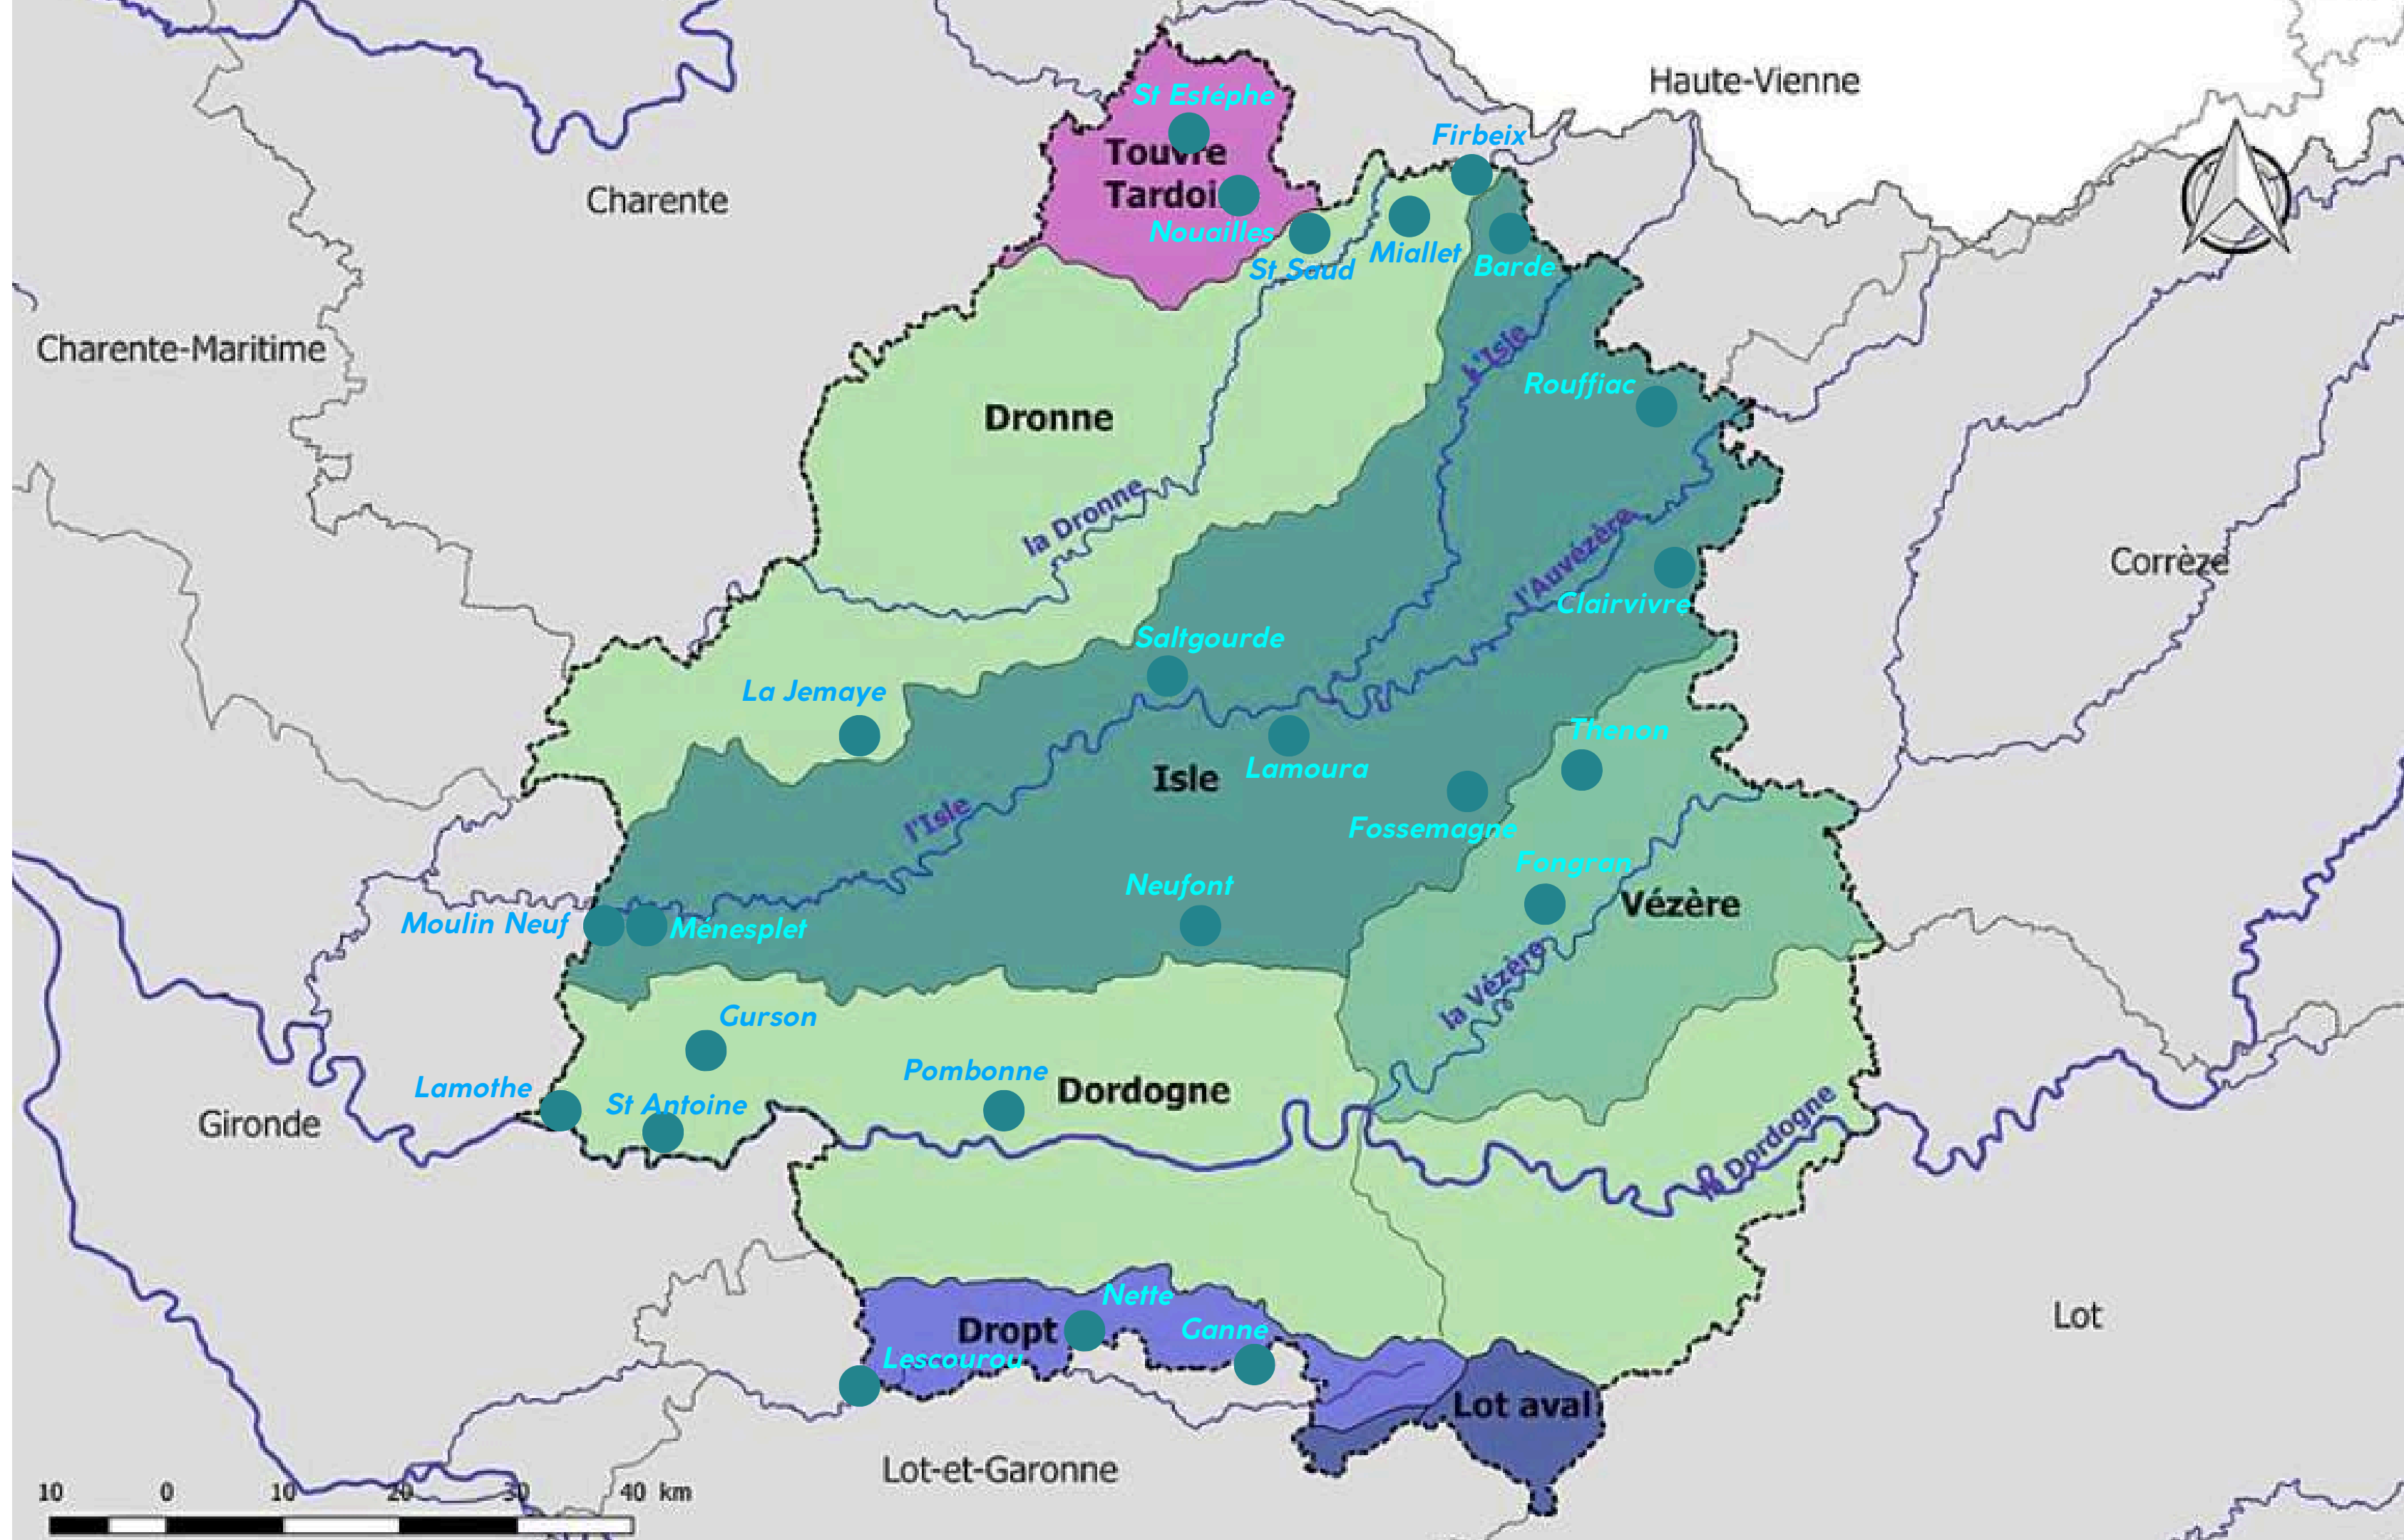 Haute-Vienne
St Estéphe
Firbeix
Touvre
Tardoi
Charente
Nouailles
Miallet
St Saud
Barde
l'Isle
Charente-Maritime
Rouffiac
Dronne
la Dronne
l'Auvézère
Corrèze
Clairvivre
Saltgourde
La Jemaye
Thenon
Lamoura
Isle
l'Isle
Fossemagne
Fongran
Neufont
Vézère
Moulin Neuf
Ménesplet
la Vézère
Gurson
Pombonne
Lamothe
Dordogne
St Antoine
Gironde
la Dordogne
Nette
Lot
Dropt
Ganne
Lescourou
Lot aval
Lot-et-Garonne
10 0 10 20 30 40 km